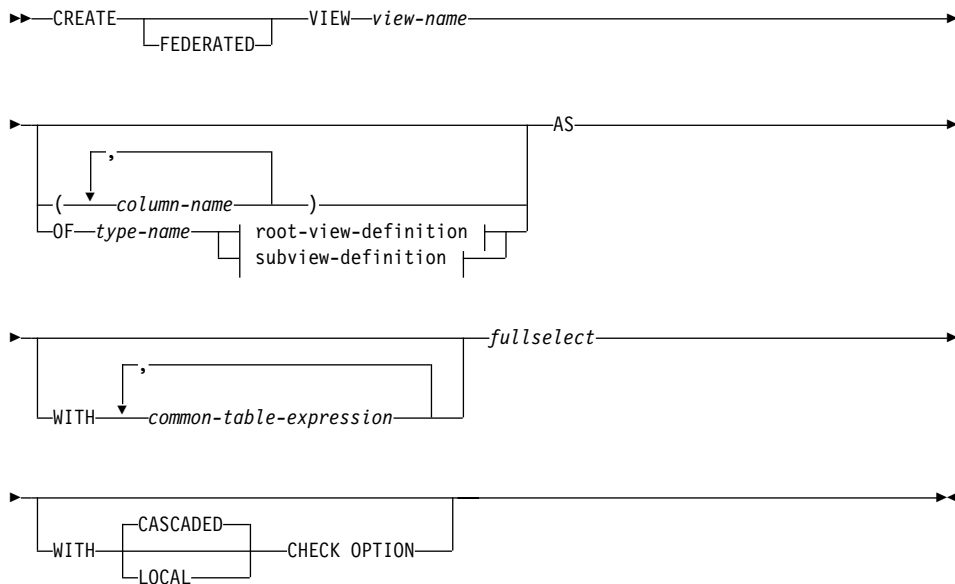 CREATE VIEW view-name
FEDERATED
AS
,
( column-name )
OF type-name root-view-definition
subview-definition
fullselect
,
WITH common-table-expression
CASCADED
WITH CHECK OPTION
LOCAL